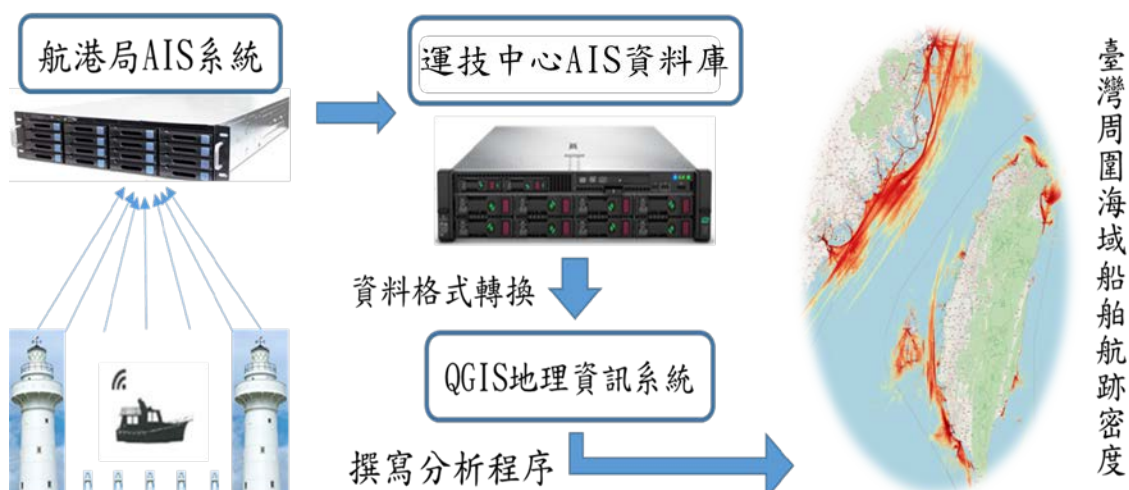 航港局AIS系統
運技中心AIS資料庫
資料格式轉換
QGIS地理資訊系統
撰寫分析程序
臺灣周圍海域船舶航跡密度